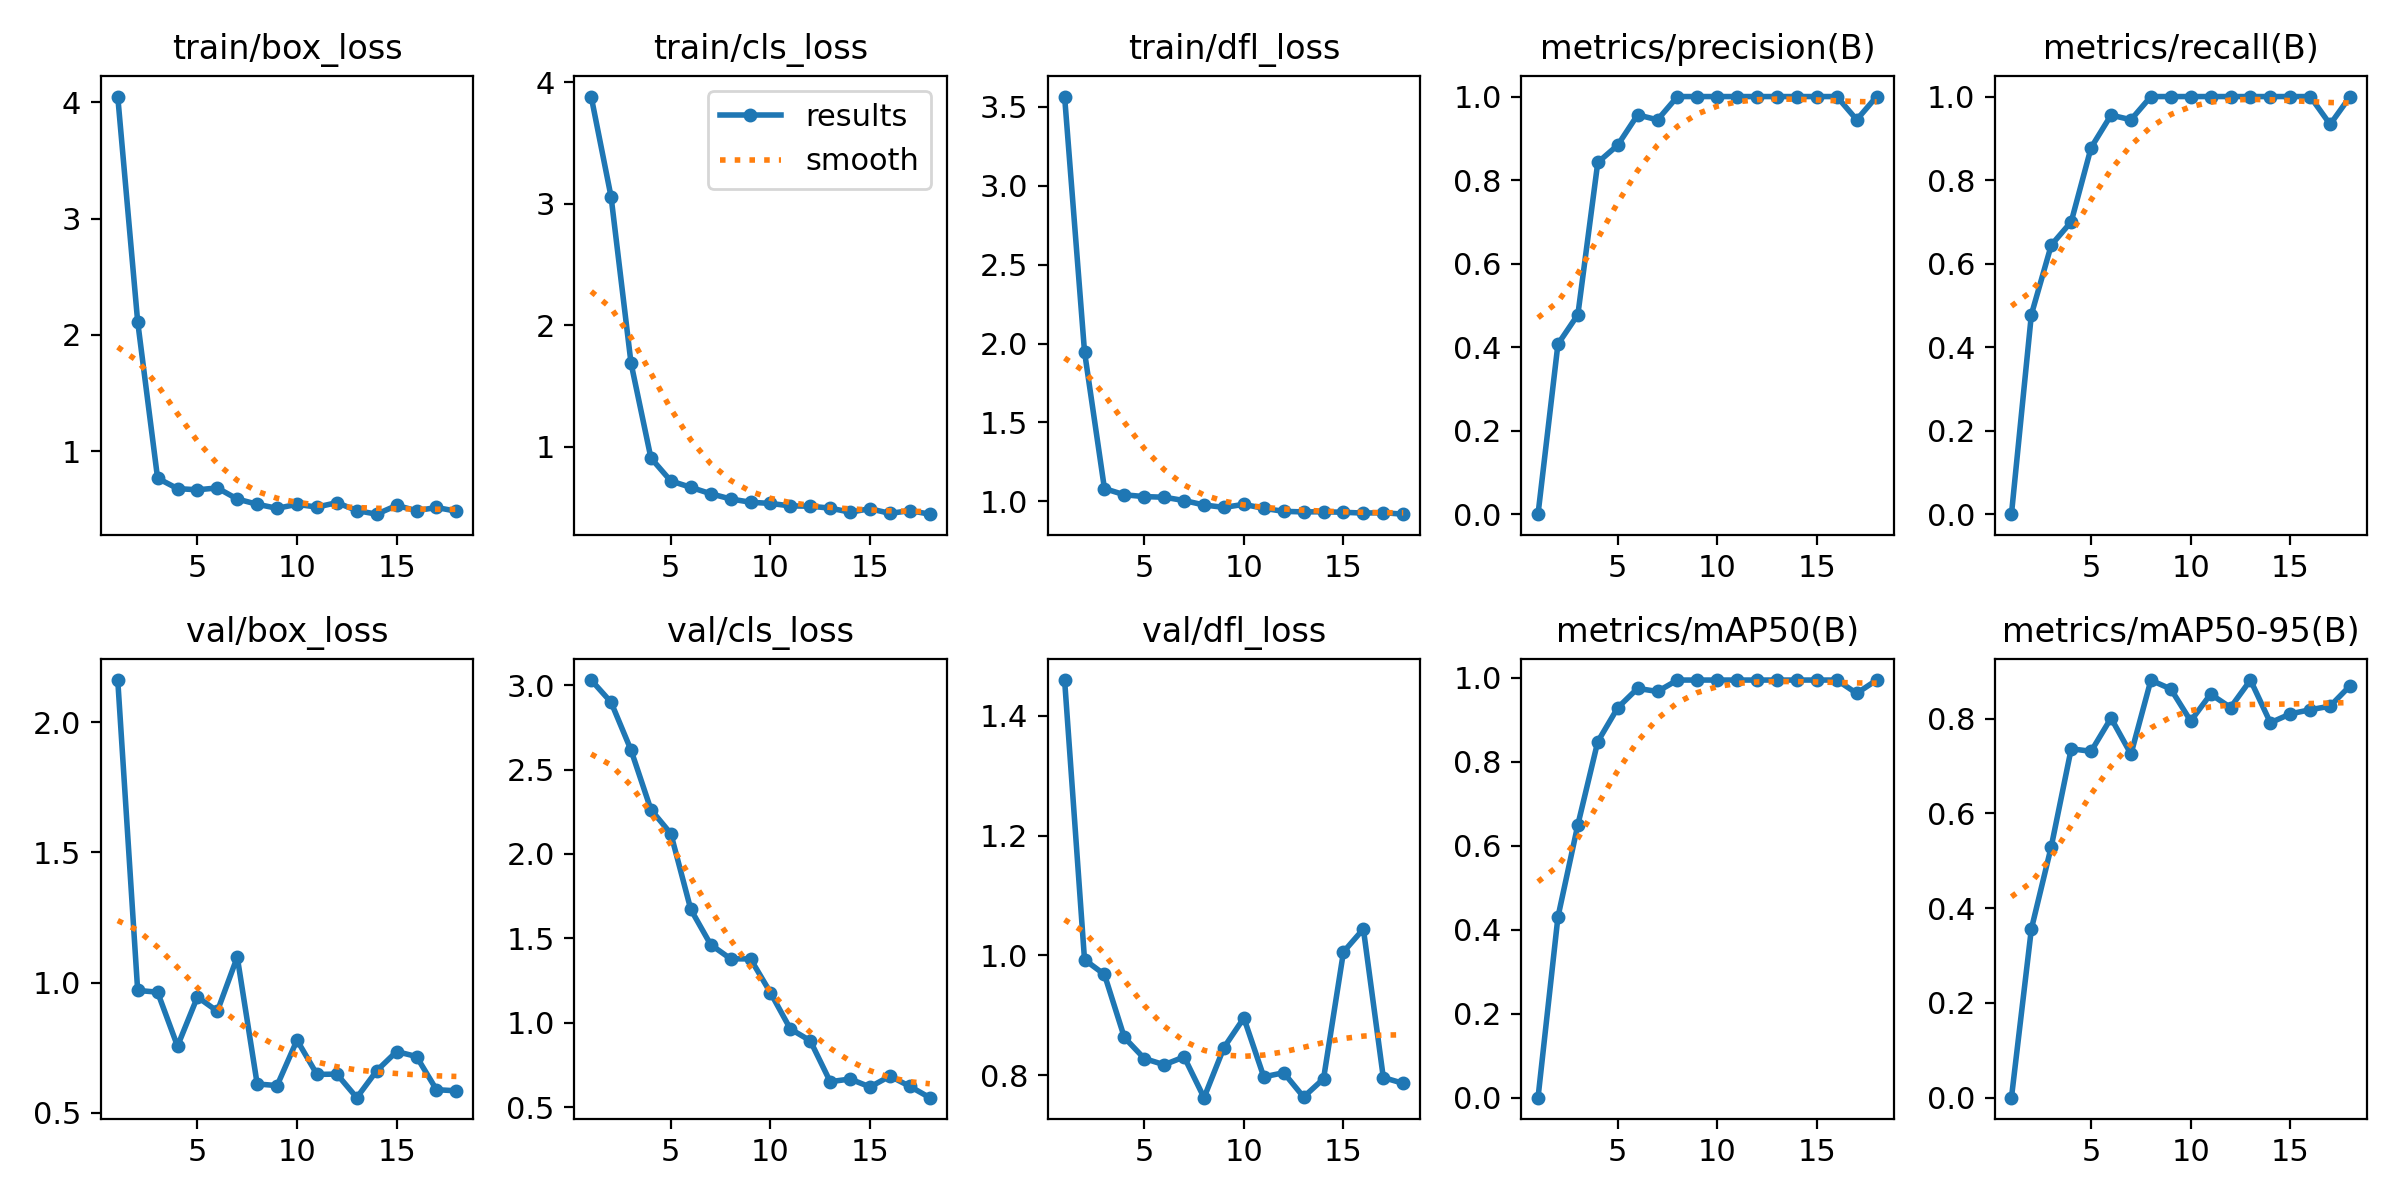 train/box_loss
4
3
2
1
5 10 15
train/cls_loss
results
smooth
4
3
2
1
5 10 15
train/dfl_loss
3.5
3.0
2.5
2.0
1.5
1.0
5 10 15
metrics/precision(B)
1.0
0.8
0.6
0.4
0.2
0.0
5 10 15
metrics/recall(B)
1.0
0.8
0.6
0.4
0.2
0.0
5 10 15
val/box_loss
2.0
1.5
1.0
0.5
5 10 15
val/cls_loss
3.0
2.5
2.0
1.5
1.0
0.5
5 10 15
val/dfl_loss
1.4
1.2
1.0
0.8
5 10 15
metrics/mAP50(B)
1.0
0.8
0.6
0.4
0.2
0.0
5 10 15
metrics/mAP50-95(B)
0.8
0.6
0.4
0.2
0.0
5 10 15